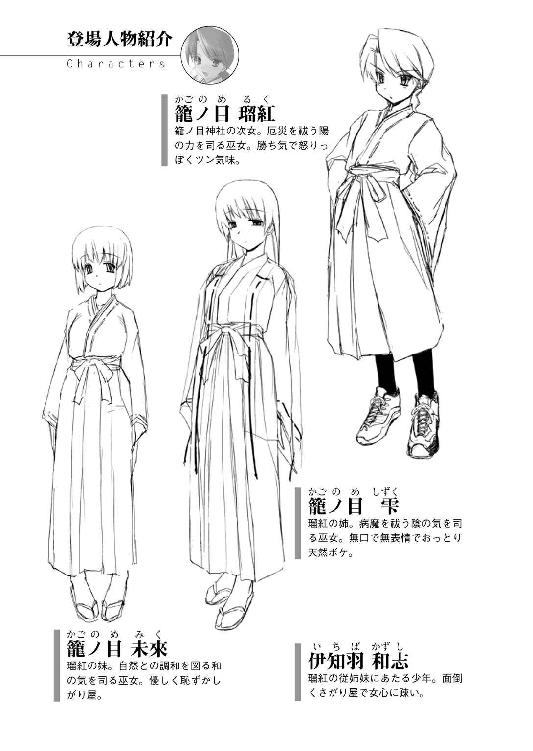 登場人物紹介
Characters
かごのめ るく
籠ノ目 瑠紅
籠ノ目神社の次女。厄災を祓う陽
の力を司る巫女。勝ち気で怒りっ
ぽくツン気味。
かごのめ しずく
籠ノ目 雫
瑠紅の姉。病魔を祓う陰の気を司
る巫女。無口で無表情でおっとり
天然ボケ。
かごのめ みく
籠ノ目 未來
瑠紅の妹。自然との調和を図る和
の気を司る巫女。優しく恥ずかし
がり屋。
いちば かずし
伊知羽 和志
瑠紅の従姉妹にあたる少年。面倒
くさがり屋で女心に疎い。